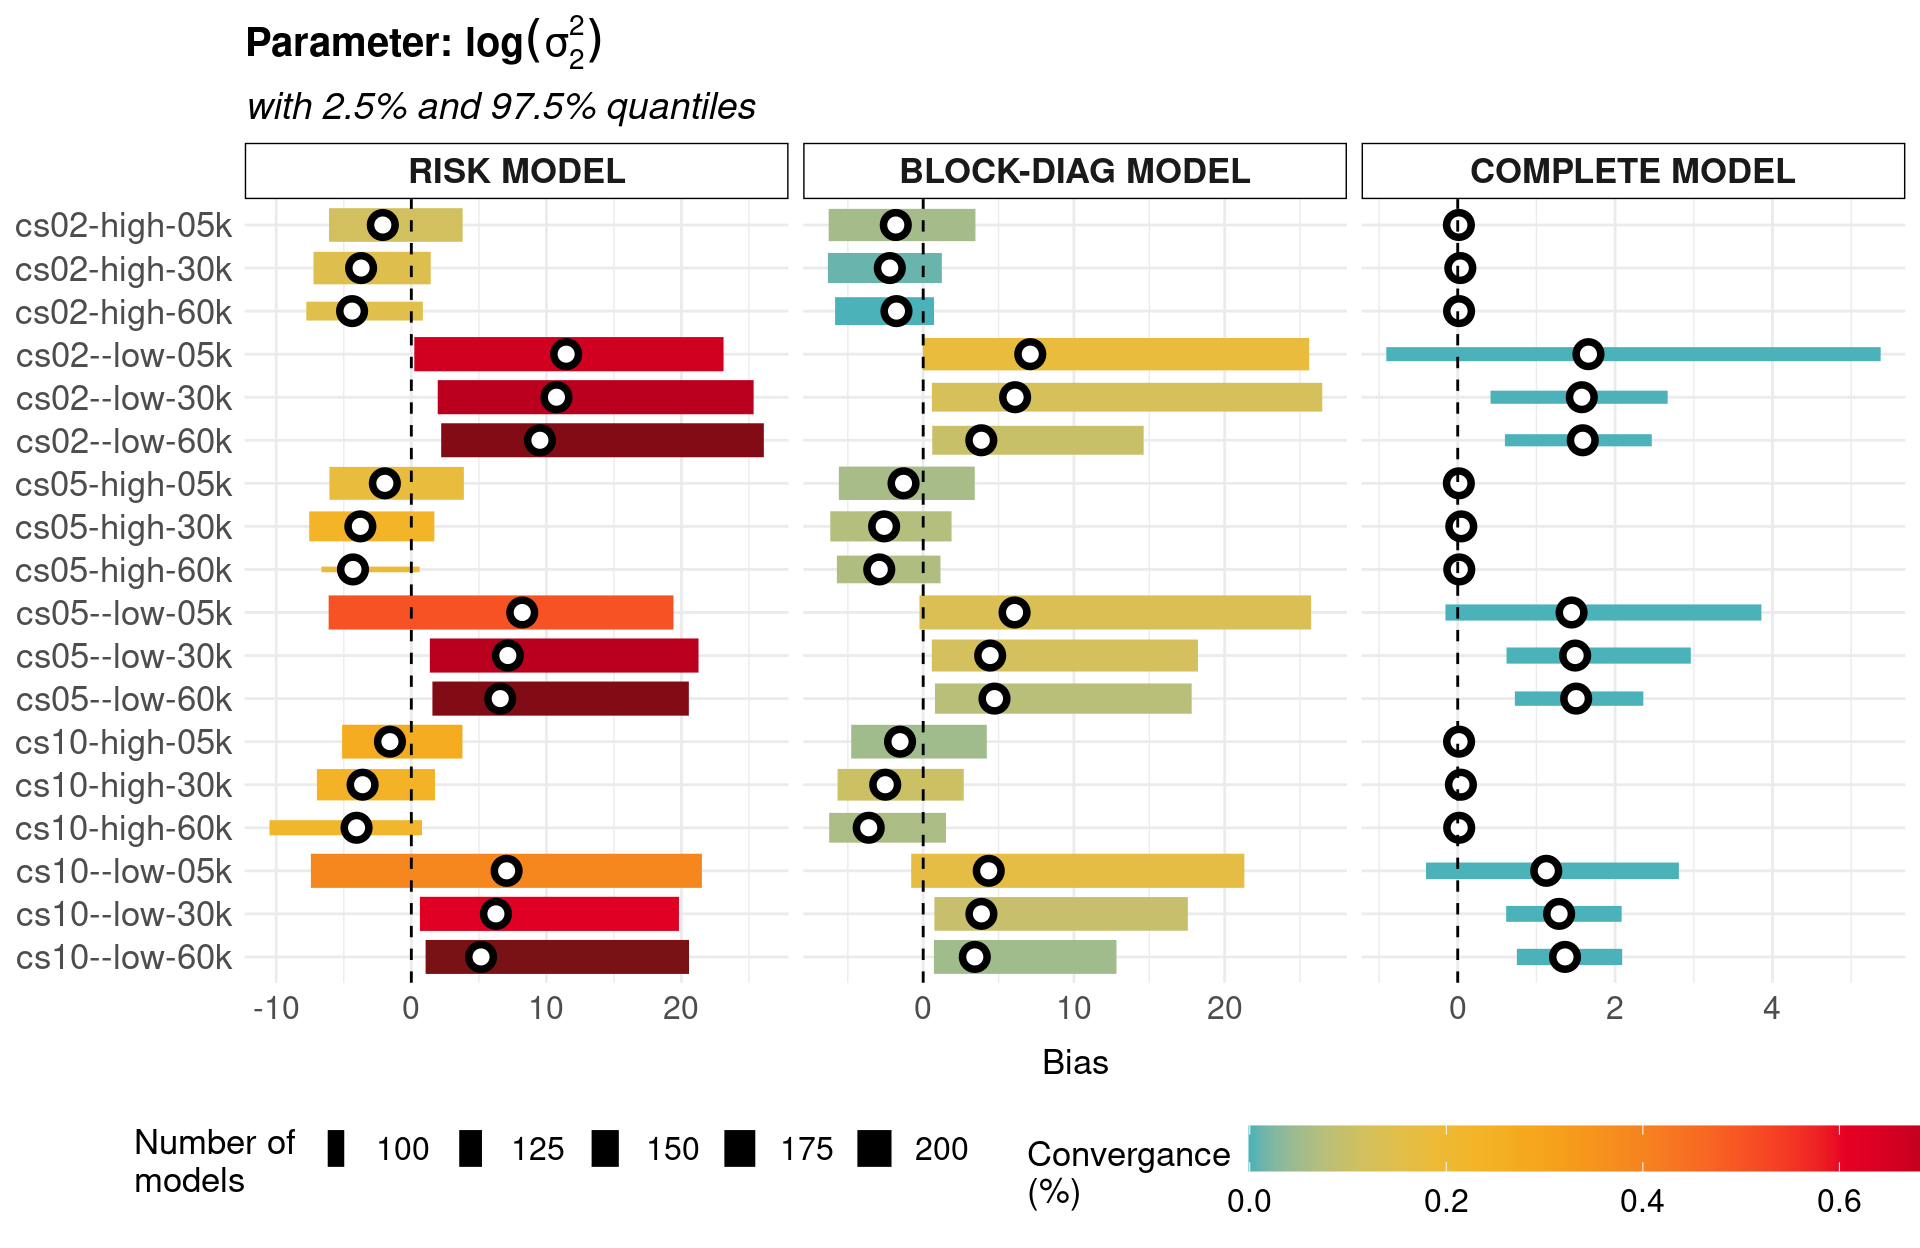 Parameter: log(σ₂²)
with 2.5% and 97.5% quantiles
RISK MODEL
BLOCK-DIAG MODEL
COMPLETE MODEL
cs02-high-05k
cs02-high-30k
cs02-high-60k
cs02--low-05k
cs02--low-30k
cs02--low-60k
cs05-high-05k
cs05-high-30k
cs05-high-60k
cs05--low-05k
cs05--low-30k
cs05--low-60k
cs10-high-05k
cs10-high-30k
cs10-high-60k
cs10--low-05k
cs10--low-30k
cs10--low-60k
-10 0 10 20
0 10 20
0 2 4
Bias
Number of
models
100 125 150 175 200
Convergance
(%)
0.0 0.2 0.4 0.6